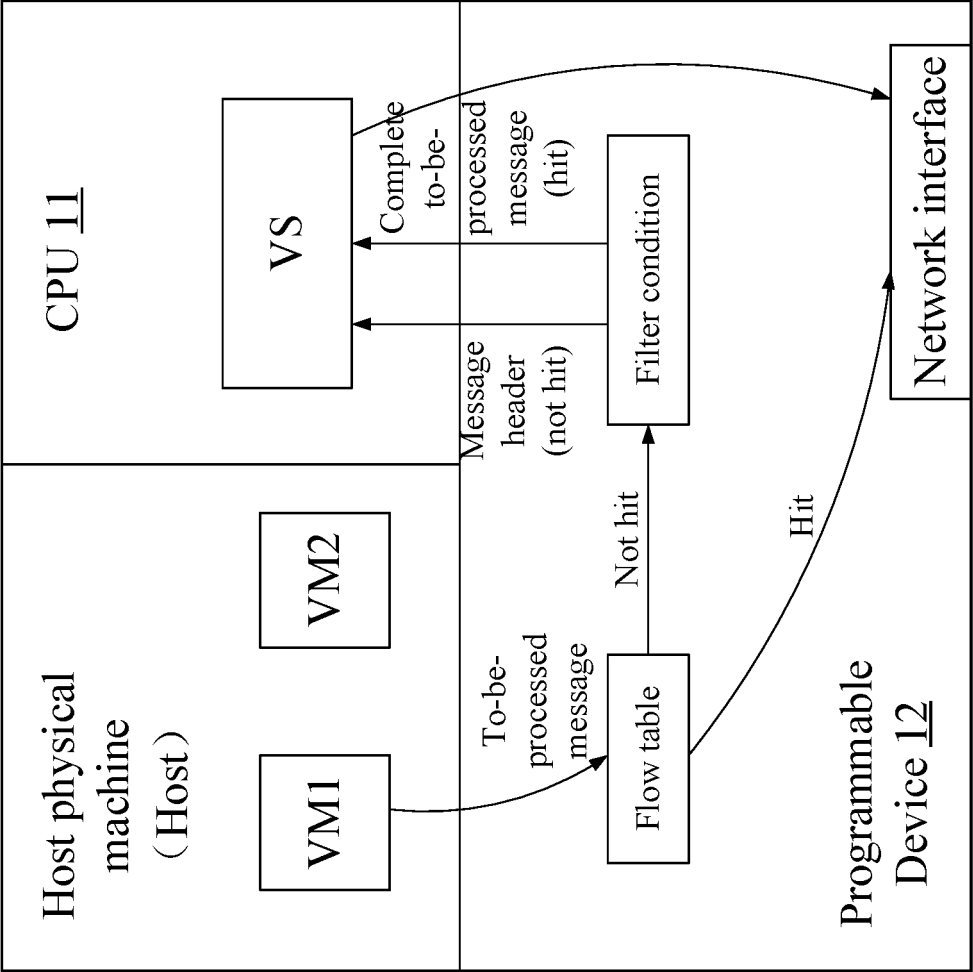 Host physical
machine
（Host）
VM1
VM2
CPU 11
VS
To-be-
processed
message
Flow table
Not hit
Hit
Message
header
(not hit)
Complete
to-be-
processed
message
(hit)
Filter condition
Network interface
Programmable
Device 12